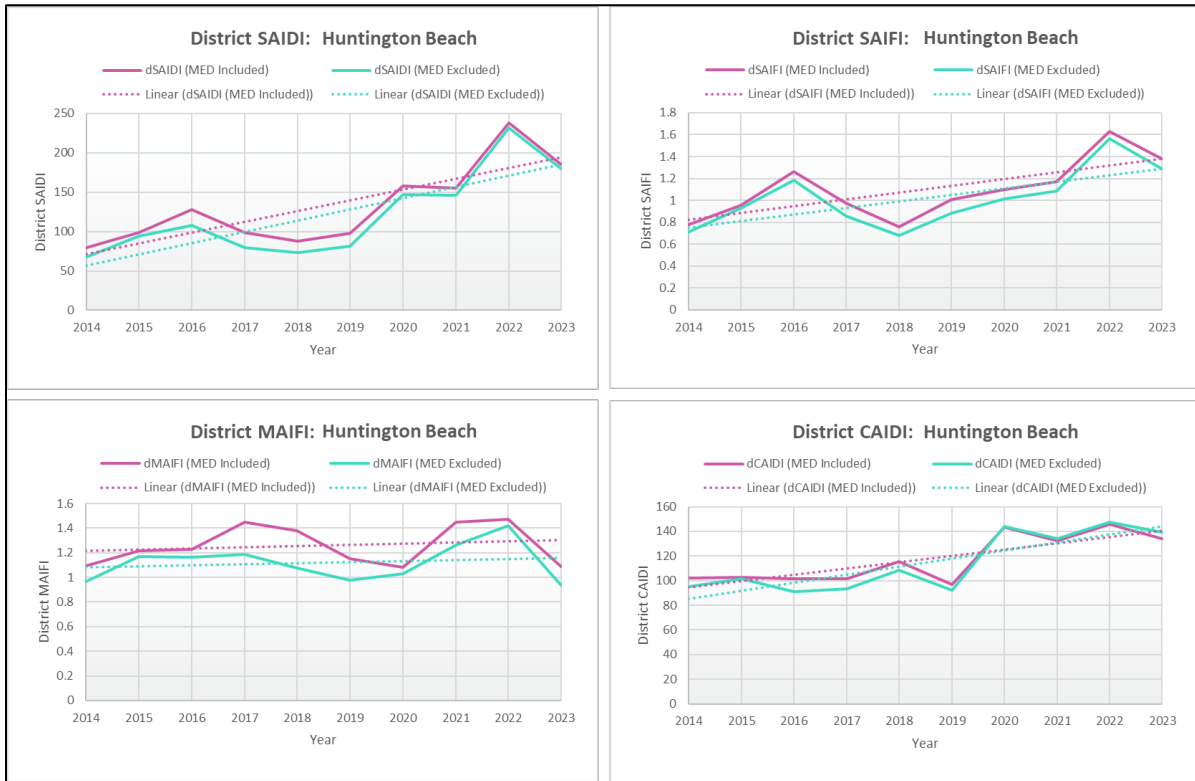 District SAIDI: Huntington Beach
dSAIDI (MED Included) dSAIDI (MED Excluded)
Linear (dSAIDI (MED Included)) Linear (dSAIDI (MED Excluded))
250
200
150
100
50
0
District SAIDI
2014 2015 2016 2017 2018 2019 2020 2021 2022 2023
Year
District SAIFI: Huntington Beach
dSAIFI (MED Included) dSAIFI (MED Excluded)
Linear (dSAIFI (MED Included)) Linear (dSAIFI (MED Excluded))
1.8
1.6
1.4
1.2
1
0.8
0.6
0.4
0.2
0
District SAIFI
2014 2015 2016 2017 2018 2019 2020 2021 2022 2023
Year
District MAIFI: Huntington Beach
dMAIFI (MED Included) dMAIFI (MED Excluded)
Linear (dMAIFI (MED Included)) Linear (dMAIFI (MED Excluded))
1.6
1.4
1.2
1
0.8
0.6
0.4
0.2
0
District MAIFI
2014 2015 2016 2017 2018 2019 2020 2021 2022 2023
Year
District CAIDI: Huntington Beach
dCAIDI (MED Included) dCAIDI (MED Excluded)
Linear (dCAIDI (MED Included)) Linear (dCAIDI (MED Excluded))
160
140
120
100
80
60
40
20
0
District CAIDI
2014 2015 2016 2017 2018 2019 2020 2021 2022 2023
Year